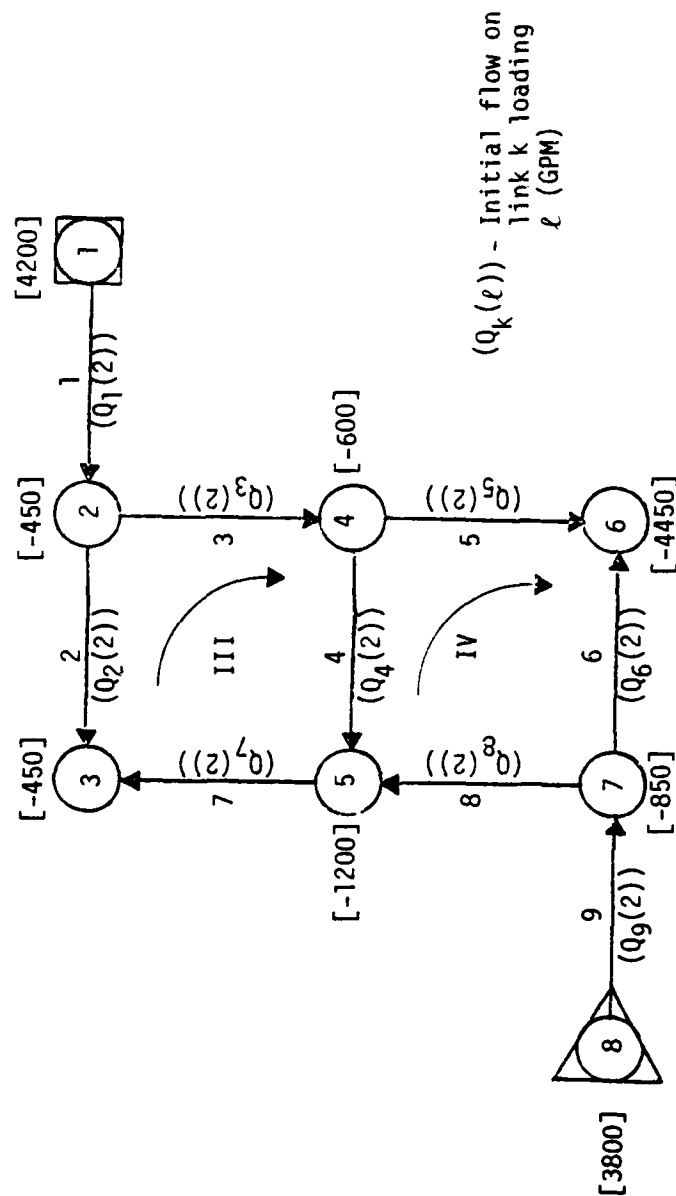 [-450]
[-450]
[4200]
3
2
(Q2(2))
2
1
(Q1(2))
1
7
(Q7(2))
III
3
(Q3(2))
[-1200]
5
4
(Q4(2))
4
[-600]
8
(Q8(2))
IV
5
(Q5(2))
[3800]
8
9
(Q9(2))
7
[-850]
6
(Q6(2))
6
[-4450]
(Qk(ℓ)) - Initial flow on
link k loading
ℓ (GPM)